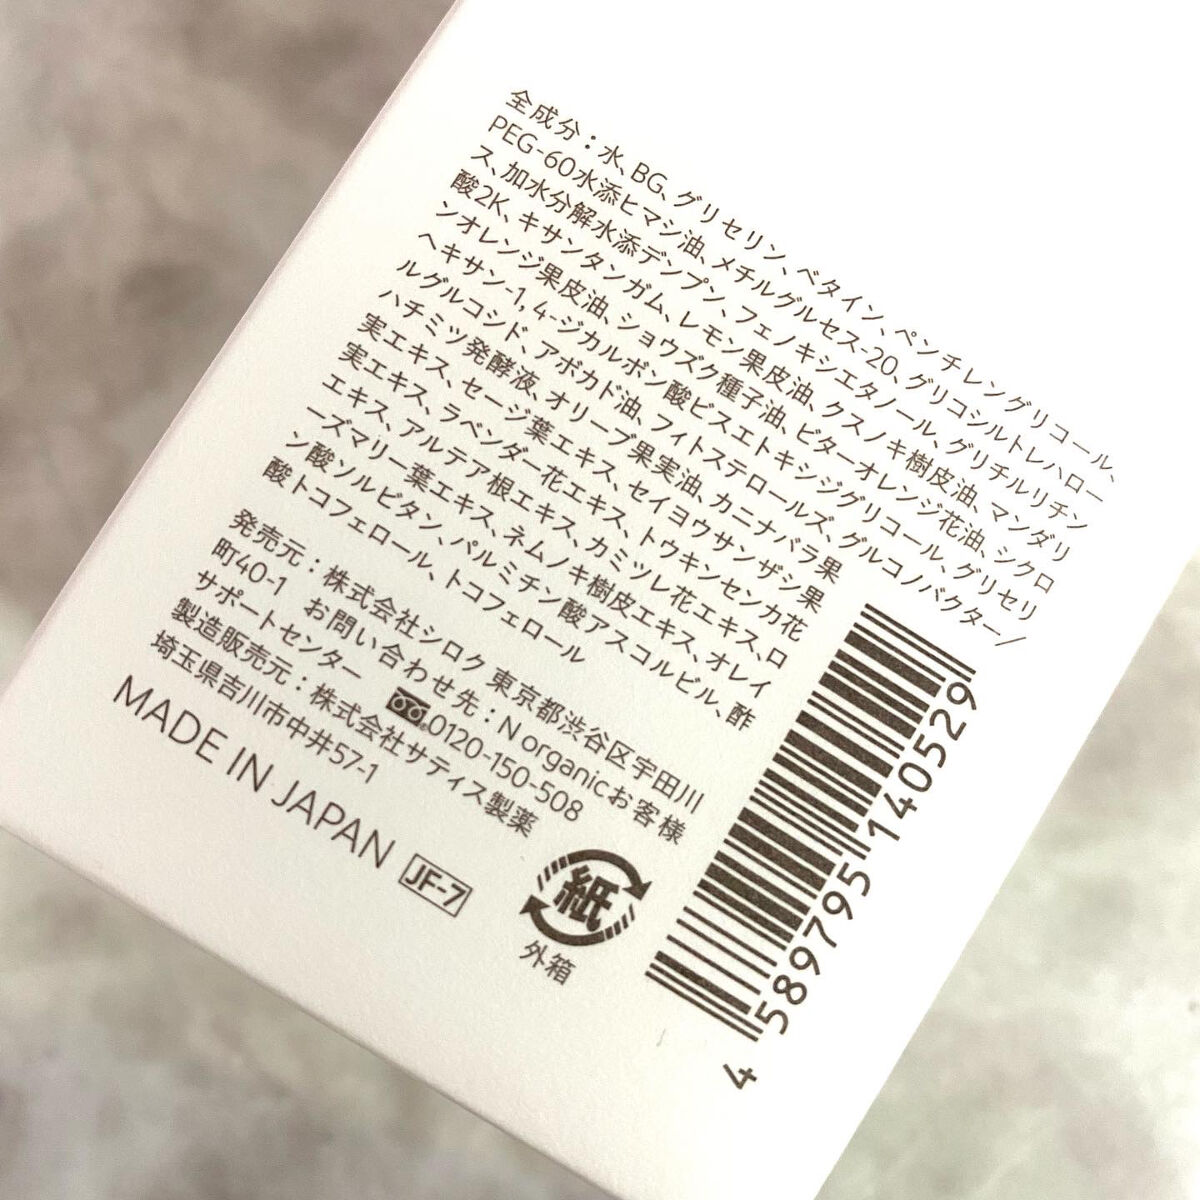 全成分：水、BG、グリセリン、ベタイン、ペンチレングリコール、
PEG-60水添ヒマシ油、メチルグルセス-20、グリコシルトレハロー
ス、加水分解水添デンプン、フェノキシエタノール、グリチルリチン
酸2K、キサンタンガム、レモン果皮油、クスノキ樹皮油、マンダリ
ンオレンジ果皮油、ショウズク種子油、ビターオレンジ花油、シクロ
ヘキサン-1,4-ジカルボン酸ビスエトキシジグリコール、グリセリ
ルグルコシド、アボカド油、フィトステロールズ、グルコノバクター/
ハチミツ発酵液、オリーブ果実油、カニナバラ果
実エキス、セージ葉エキス、セイヨウサンザシ果
実エキス、ラベンダー花エキス、トウキンセンカ花
エキス、アルテア根エキス、カミツレ花エキス、ロ
ーズマリー葉エキス、ネムノキ樹皮エキス、オレイ
ン酸ソルビタン、パルミチン酸アスコルビル、酢
酸トコフェロール、トコフェロール
発売元：株式会社シロク 東京都渋谷区宇田川
町40-1 お問い合わせ先：N organicお客様
サポートセンター 0120-150-508
製造販売元：株式会社サティス製薬
埼玉県吉川市中井57-1
MADE IN JAPAN JF-7
紙
外箱
4 589795 140529